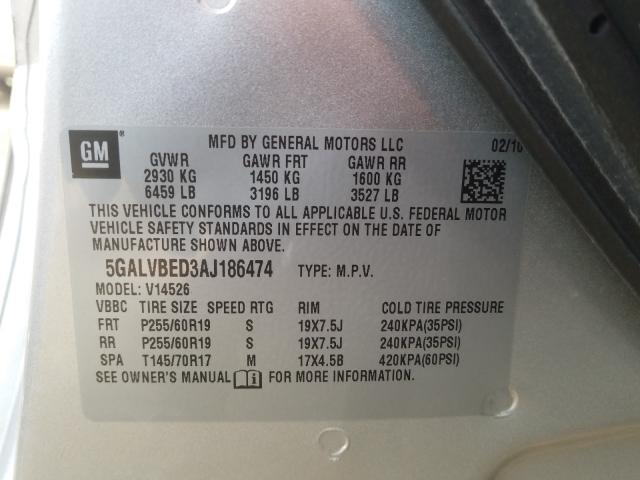 GM
MFD BY GENERAL MOTORS LLC 02/10
GVWR GAWR FRT GAWR RR
2930 KG 1450 KG 1600 KG
6459 LB 3196 LB 3527 LB
THIS VEHICLE CONFORMS TO ALL APPLICABLE U.S. FEDERAL MOTOR
VEHICLE SAFETY STANDARDS IN EFFECT ON THE DATE OF
MANUFACTURE SHOWN ABOVE.
5GALVBED3AJ186474 TYPE: M.P.V.
MODEL: V14526
VBBC TIRE SIZE SPEED RTG RIM COLD TIRE PRESSURE
FRT P255/60R19 S 19X7.5J 240KPA(35PSI)
RR P255/60R19 S 19X7.5J 240KPA(35PSI)
SPA T145/70R17 M 17X4.5B 420KPA(60PSI)
SEE OWNER'S MANUAL FOR MORE INFORMATION.